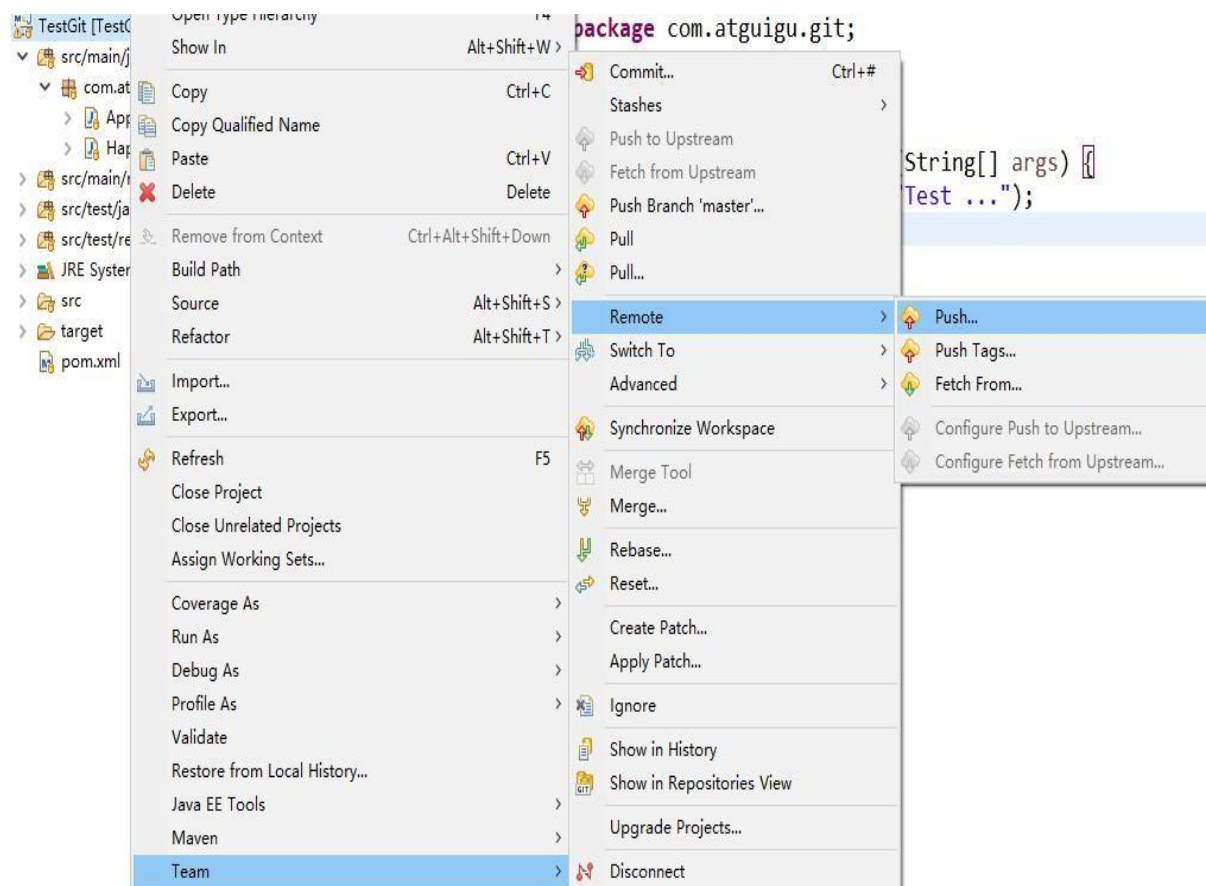 TestGit [Test
src/main/j
com.at
App
Hap
src/main/r
src/test/ja
src/test/re
JRE System
src
target
pom.xml
Open Type Hierarchy F4
Show In Alt+Shift+W >
Copy Ctrl+C
Copy Qualified Name
Paste Ctrl+V
Delete Delete
Remove from Context Ctrl+Alt+Shift+Down
Build Path >
Source Alt+Shift+S >
Refactor Alt+Shift+T >
Import...
Export...
Refresh F5
Close Project
Close Unrelated Projects
Assign Working Sets...
Coverage As >
Run As >
Debug As >
Profile As >
Validate
Restore from Local History...
Java EE Tools >
Maven >
Team >
package com.atguigu.git;
String[] args) {
"Test ...");
Commit... Ctrl+#
Stashes >
Push to Upstream
Fetch from Upstream
Push Branch 'master'...
Pull
Pull...
Remote >
Switch To >
Advanced >
Synchronize Workspace
Merge Tool
Merge...
Rebase...
Reset...
Create Patch...
Apply Patch...
Ignore
Show in History
GIT Show in Repositories View
Upgrade Projects...
Disconnect
Push...
Push Tags...
Fetch From...
Configure Push to Upstream...
Configure Fetch from Upstream...